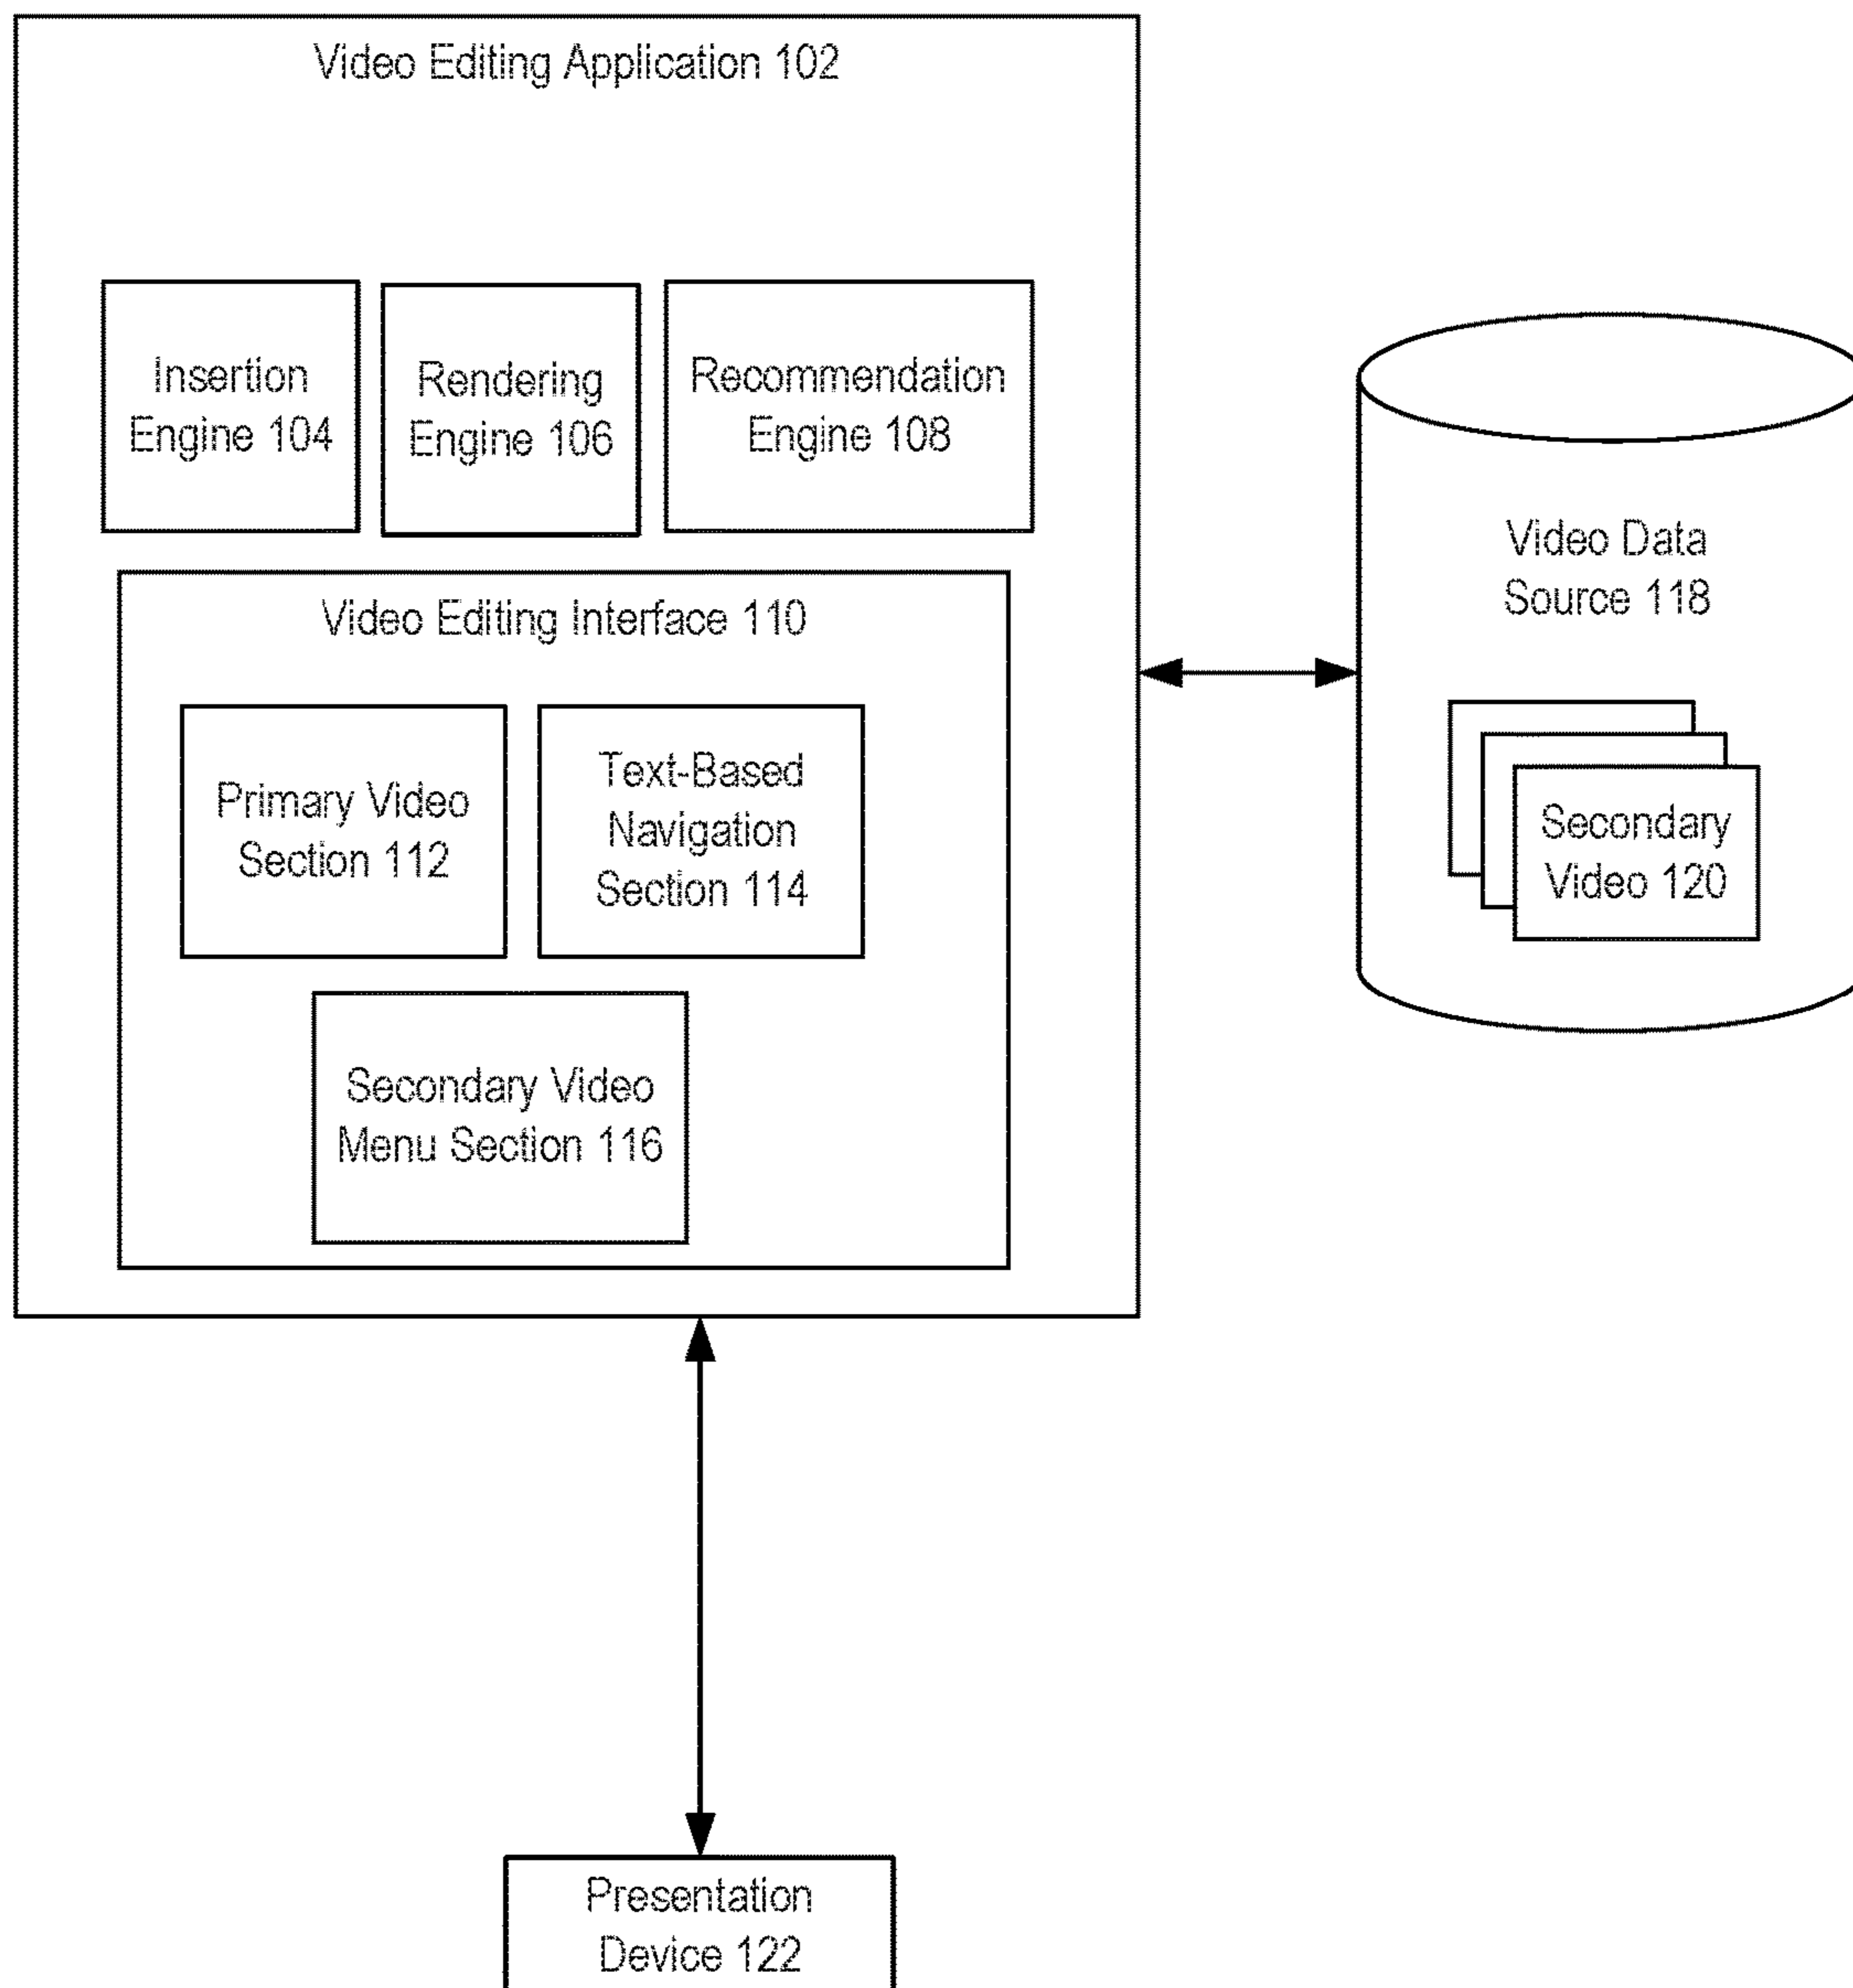 Video Editing Application 102
Insertion
Engine 104
Rendering
Engine 106
Recommendation
Engine 108
Video Editing Interface 110
Primary Video
Section 112
Text-Based
Navigation
Section 114
Secondary Video
Menu Section 116
Video Data
Source 118
Secondary
Video 120
Presentation
Device 122